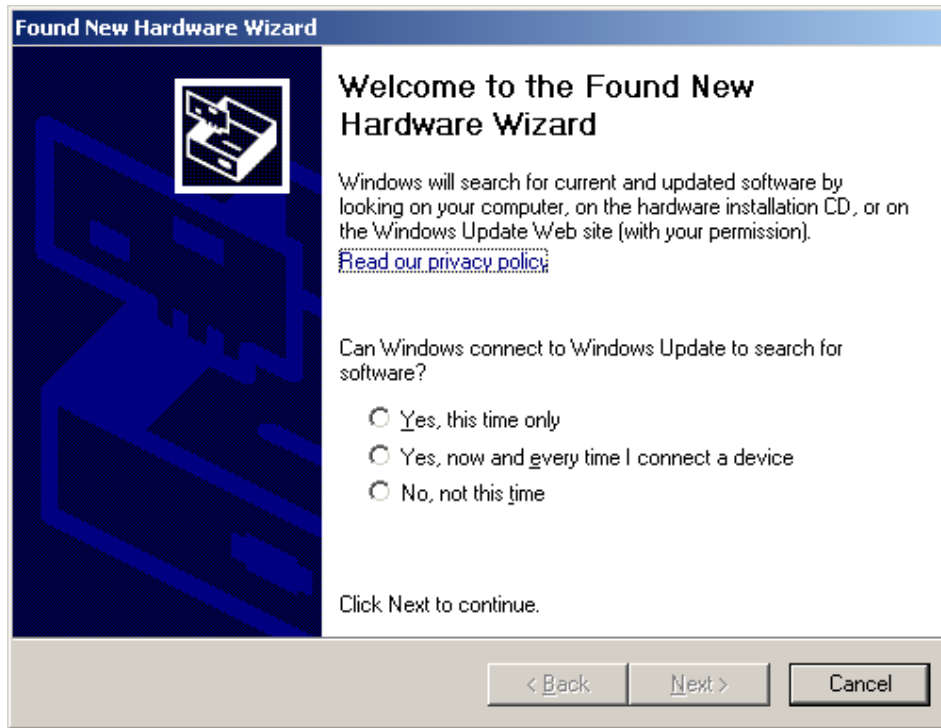 Found New Hardware Wizard
Welcome to the Found New
Hardware Wizard
Windows will search for current and updated software by
looking on your computer, on the hardware installation CD, or on
the Windows Update Web site (with your permission).
Read our privacy policy
Can Windows connect to Windows Update to search for
software?
Yes, this time only
Yes, now and every time I connect a device
No, not this time
Click Next to continue.
< Back
Next >
Cancel